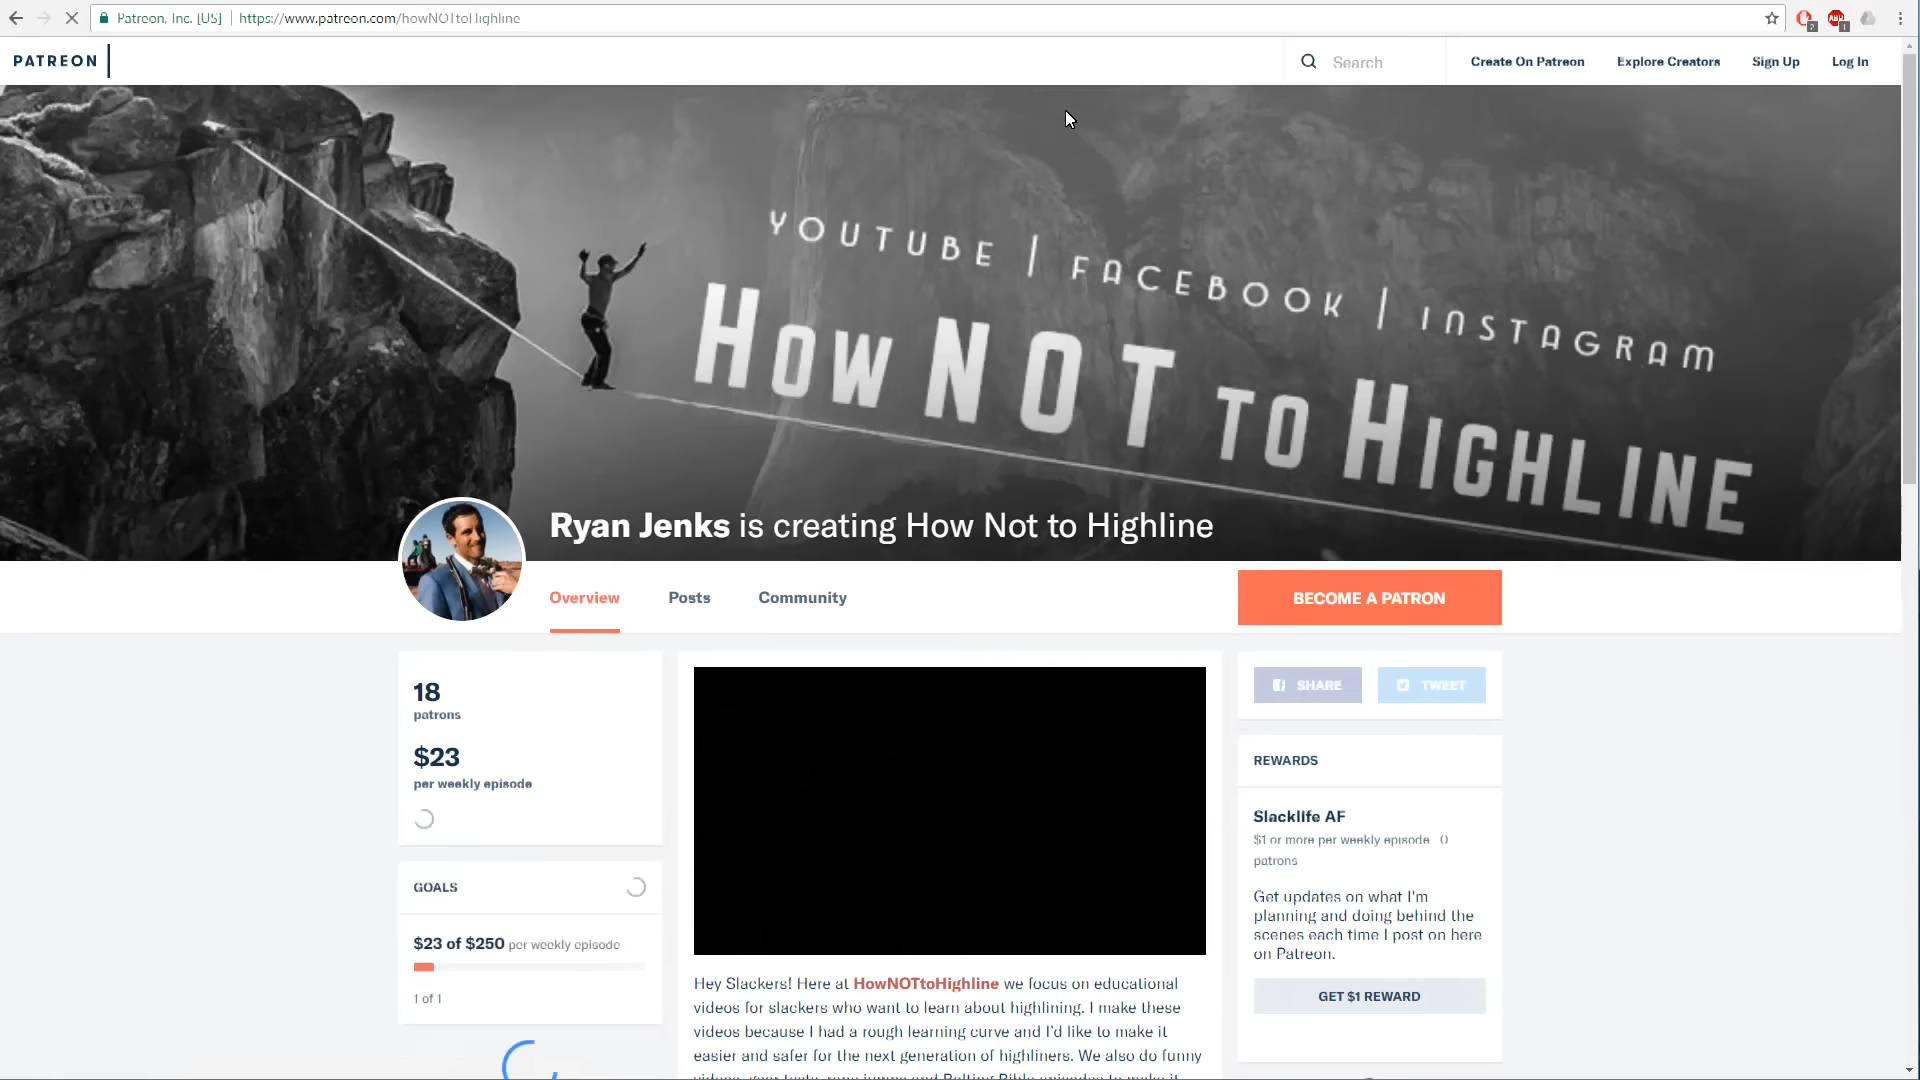 Patreon, Inc. [US] | https://www.patreon.com/howNOTtoHighline
PATREON
Search
Create On Patreon
Explore Creators
Sign Up
Log In
YOUTUBE | FACEBOOK | INSTAGRAM
HOW NOT TO HIGHLINE
Ryan Jenks is creating How Not to Highline
Overview
Posts
Community
BECOME A PATRON
18
patrons
$23
per weekly episode
GOALS
$23 of $250 per weekly episode
1 of 1
Hey Slackers! Here at HowNOTtoHighline we focus on educational
videos for slackers who want to learn about highlining. I make these
videos because I had a rough learning curve and I'd like to make it
easier and safer for the next generation of highliners. We also do funny
SHARE
TWEET
REWARDS
Slacklife AF
$1 or more per weekly episode 0
patrons
Get updates on what I'm
planning and doing behind the
scenes each time I post on here
on Patreon.
GET $1 REWARD